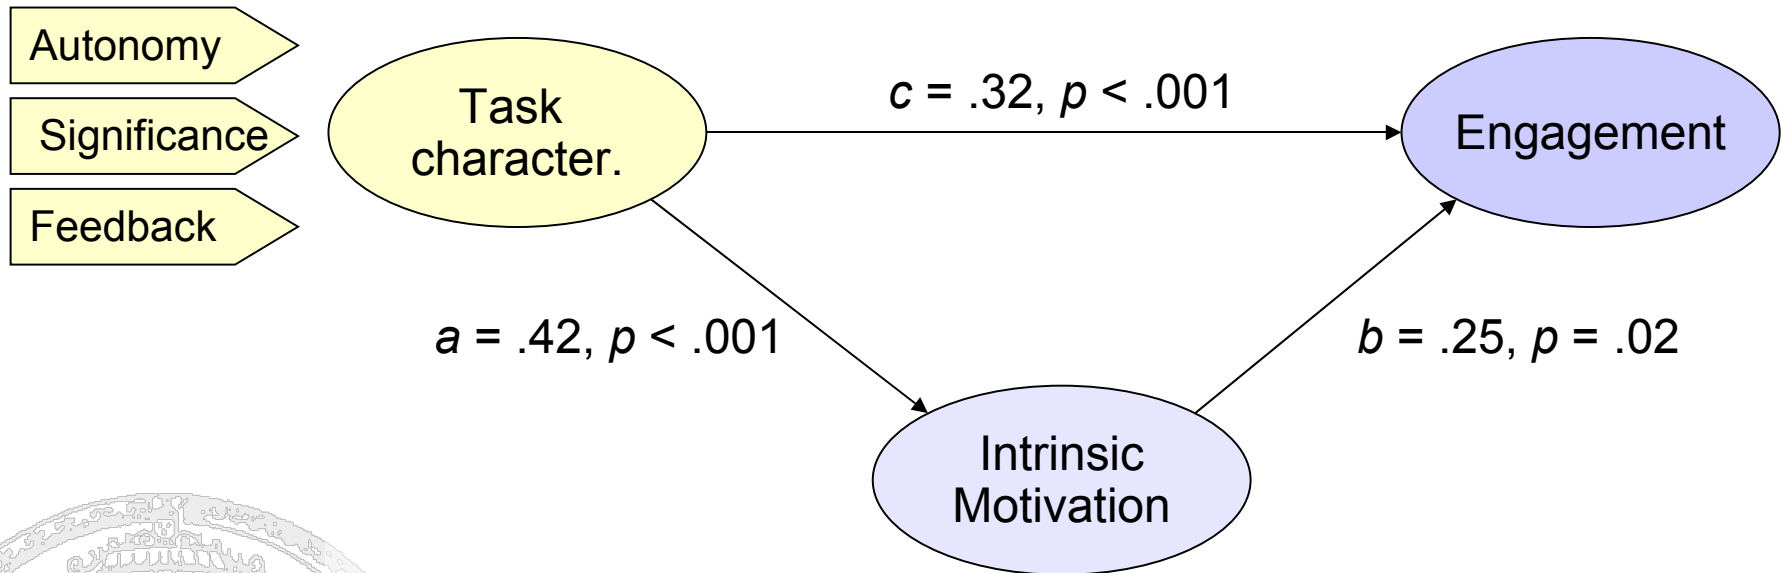 Autonomy
Significance
Feedback
Task
character.
c = .32, p < .001
Engagement
a = .42, p < .001
b = .25, p = .02
Intrinsic
Motivation